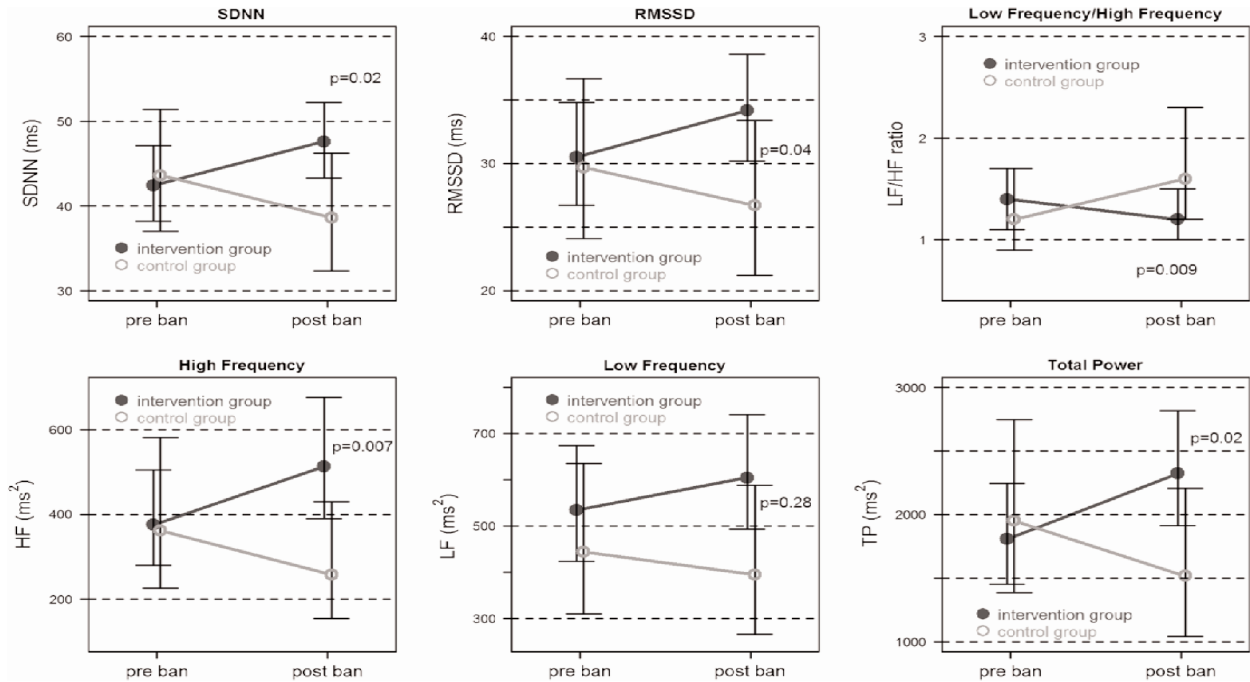 SDNN
60
50
40
30
SDNN (ms)
p=0.02
intervention group
control group
pre ban
post ban
RMSSD
40
30
20
RMSSD (ms)
p=0.04
intervention group
control group
pre ban
post ban
Low Frequency/High Frequency
3
2
1
LF/HF ratio
intervention group
control group
p=0.009
pre ban
post ban
High Frequency
600
400
200
HF (ms²)
intervention group
control group
p=0.007
pre ban
post ban
Low Frequency
700
500
300
LF (ms²)
intervention group
control group
p=0.28
pre ban
post ban
Total Power
3000
2000
1000
TP (ms²)
p=0.02
intervention group
control group
pre ban
post ban